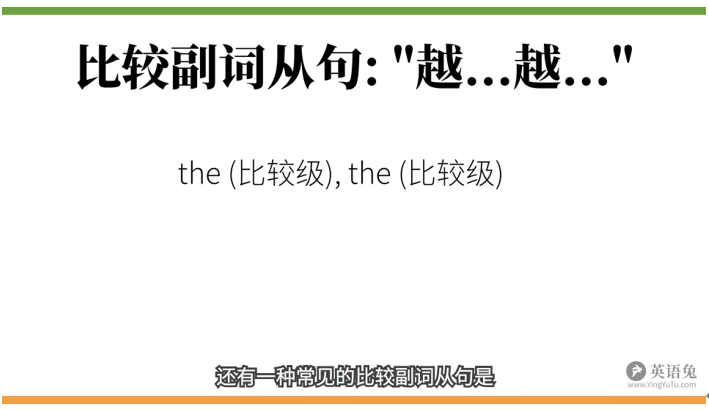 比较副词从句: "越...越..."
the (比较级), the (比较级)
还有一种常见的比较副词从句是
英语兔
www.YingYuTu.com